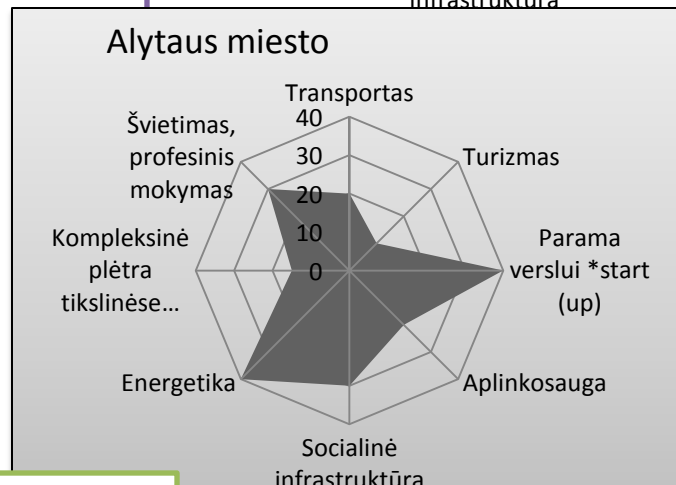 infrastruktūra
Alytaus miesto
Transportas
40
30
20
10
0
Turizmas
Parama
verslui *start
(up)
Aplinkosauga
Socialinė
infrastruktūra
Energetika
Kompleksinė
plėtra
tikslinėse...
Švietimas,
profesinis
mokymas